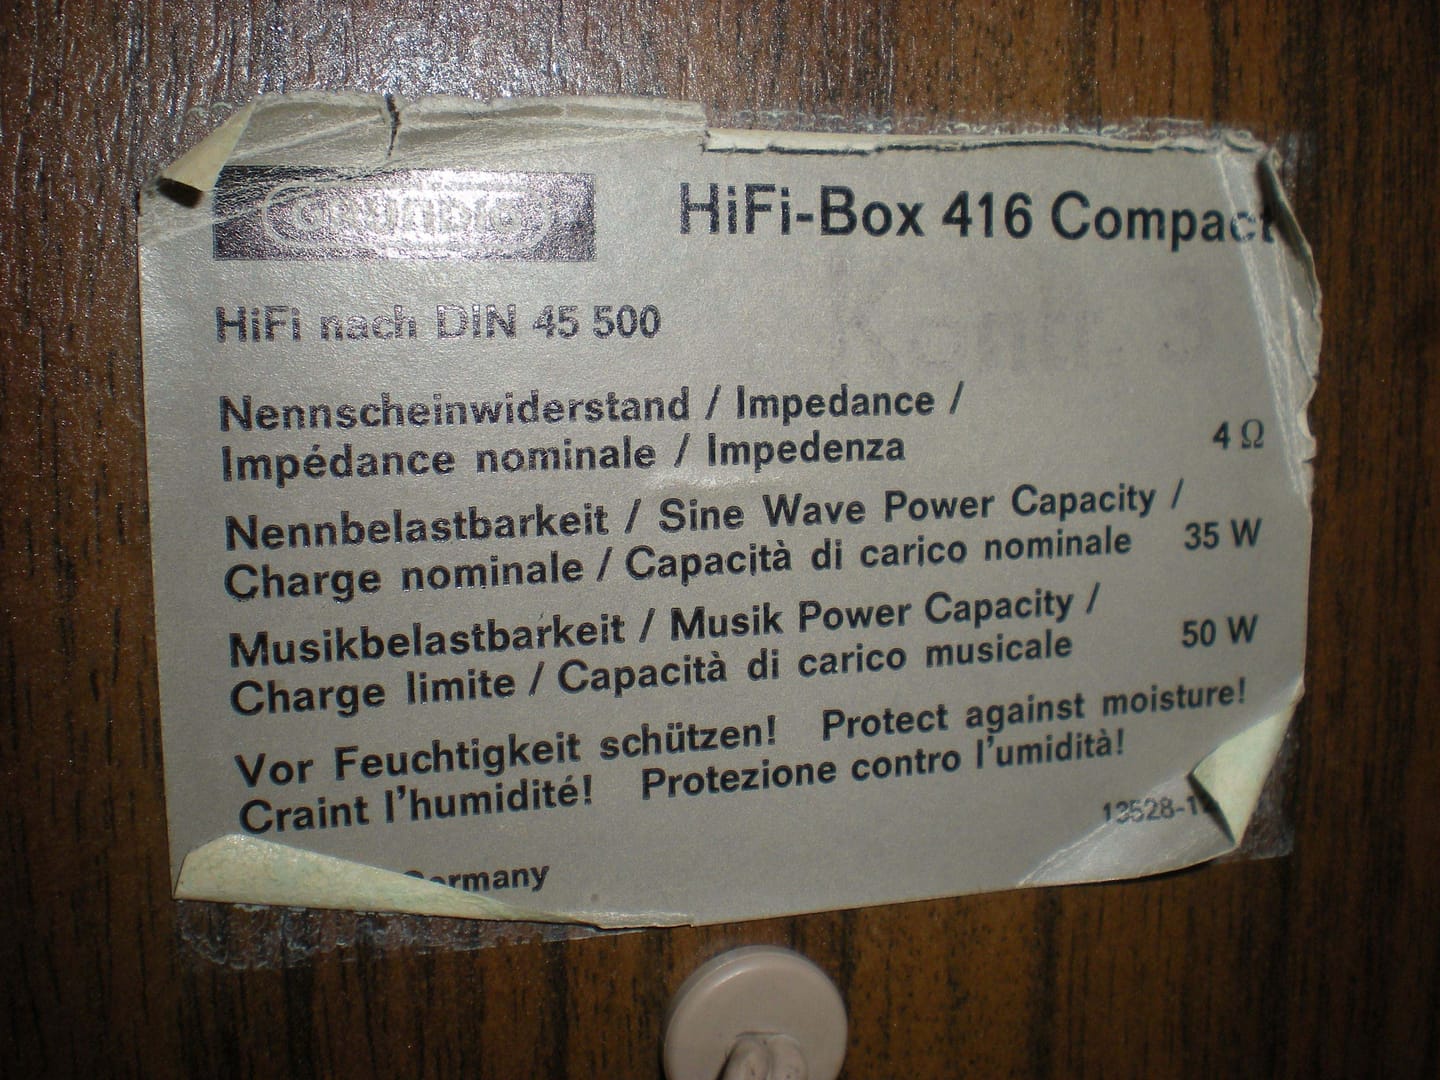 GRUNDIG
HiFi-Box 416 Compact
HiFi nach DIN 45 500
Nennscheinwiderstand / Impedance /
Impédance nominale / Impedenza 4 Ω
Nennbelastbarkeit / Sine Wave Power Capacity /
Charge nominale / Capacità di carico nominale 35 W
Musikbelastbarkeit / Musik Power Capacity /
Charge limite / Capacità di carico musicale 50 W
Vor Feuchtigkeit schützen! Protect against moisture!
Craint l'humidité! Protezione contro l'umidità!